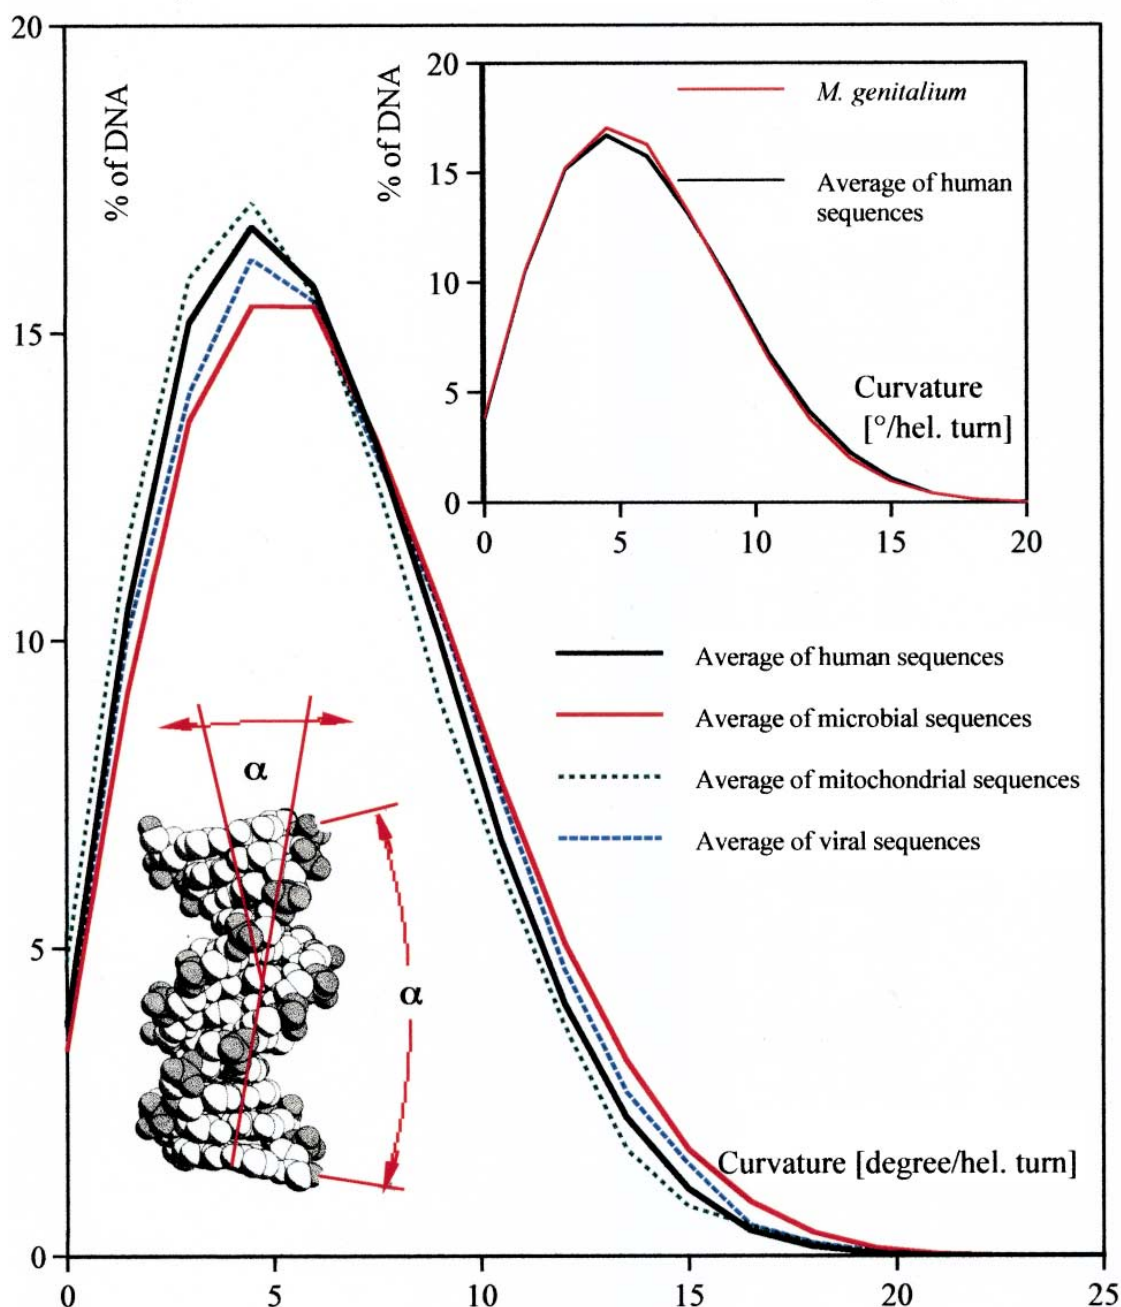 20
% of DNA
15
10
5
0
0
5
10
15
20
25
Curvature [degree/hel. turn]
% of DNA
20
15
10
5
0
0
5
10
15
20
M. genitalium
Average of human
sequences
Curvature
[°/hel. turn]
Average of human sequences
Average of microbial sequences
Average of mitochondrial sequences
Average of viral sequences
α
α